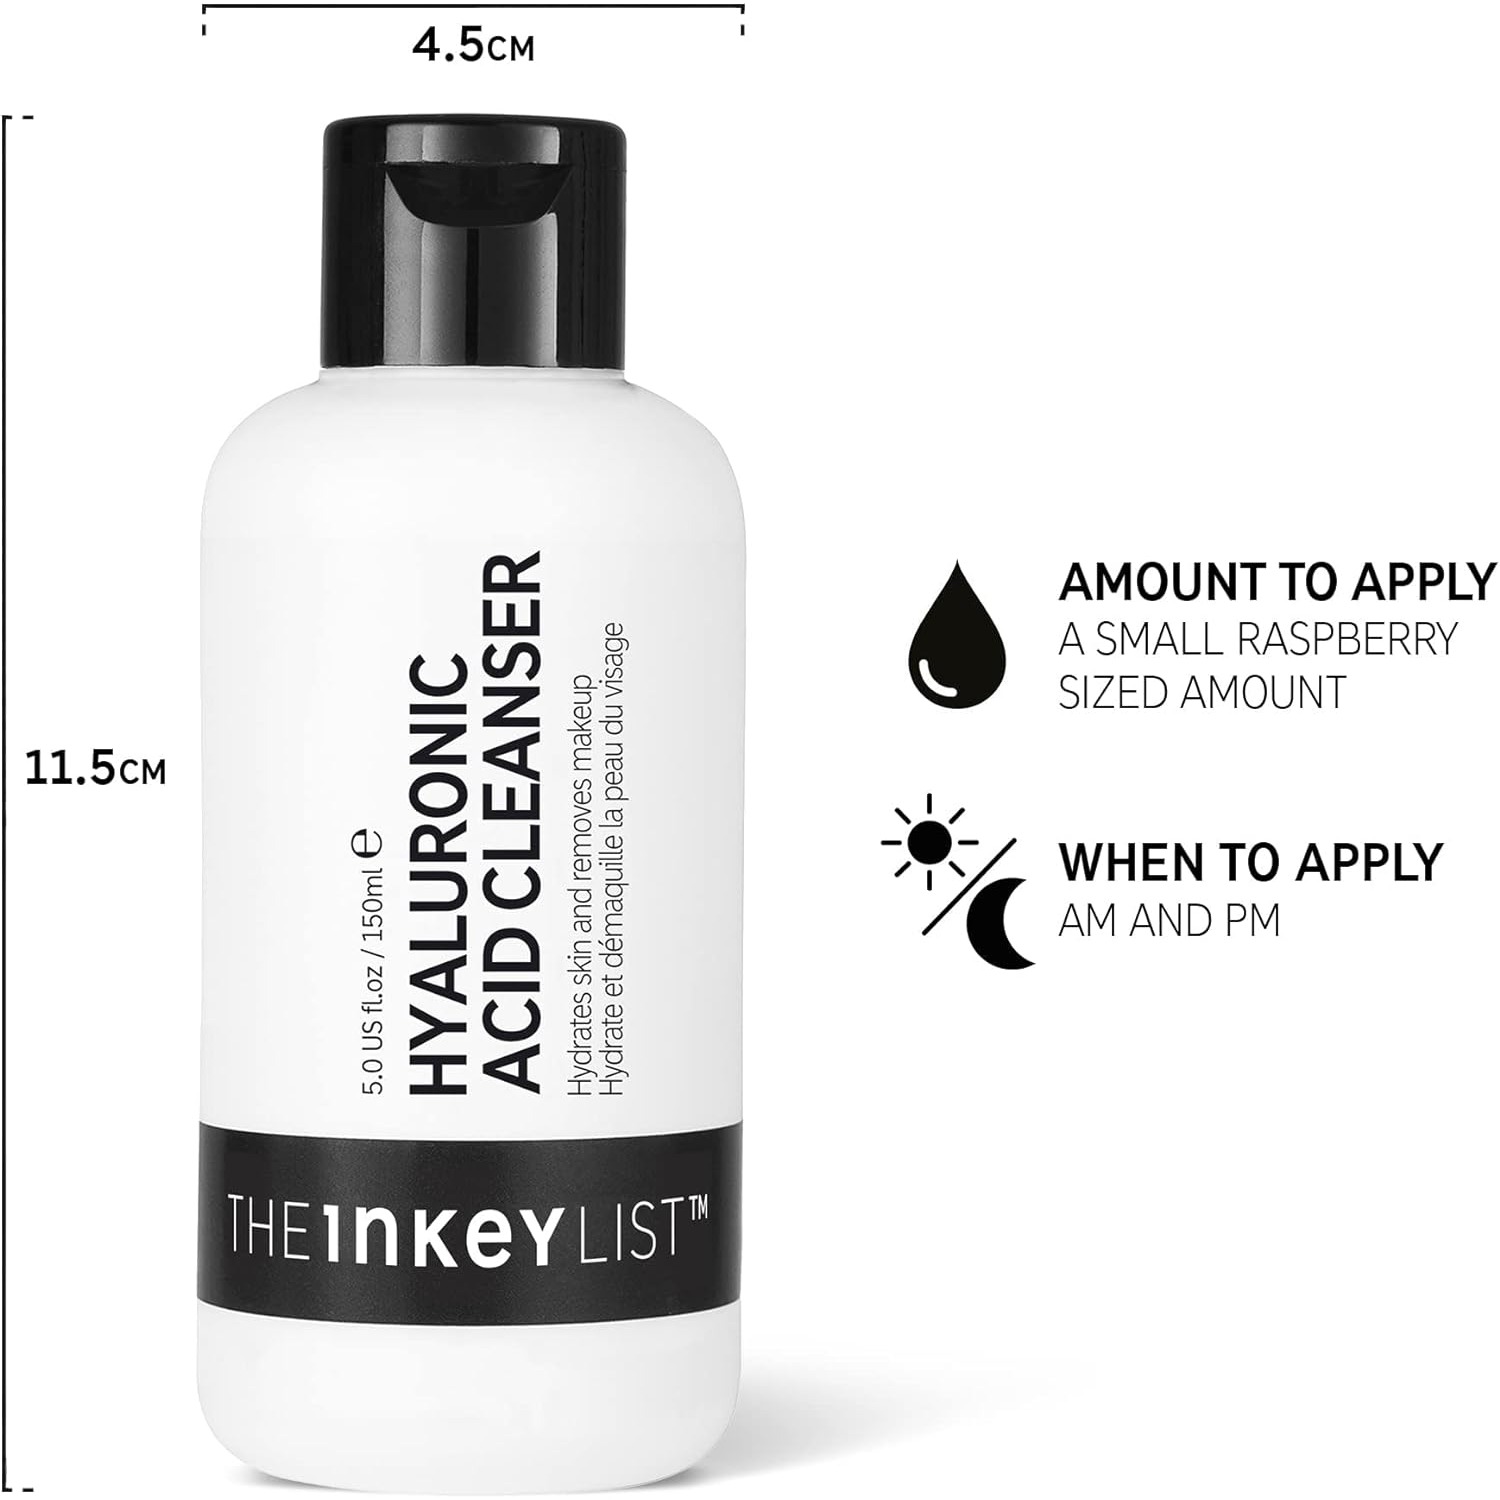 4.5CM
11.5CM
5.0 US fl.oz / 150ml ℮
HYALURONIC
ACID CLEANSER
Hydrates skin and removes makeup
Hydrate et démaquille la peau du visage
THE INKEY LIST™
AMOUNT TO APPLY
A SMALL RASPBERRY
SIZED AMOUNT
WHEN TO APPLY
AM AND PM